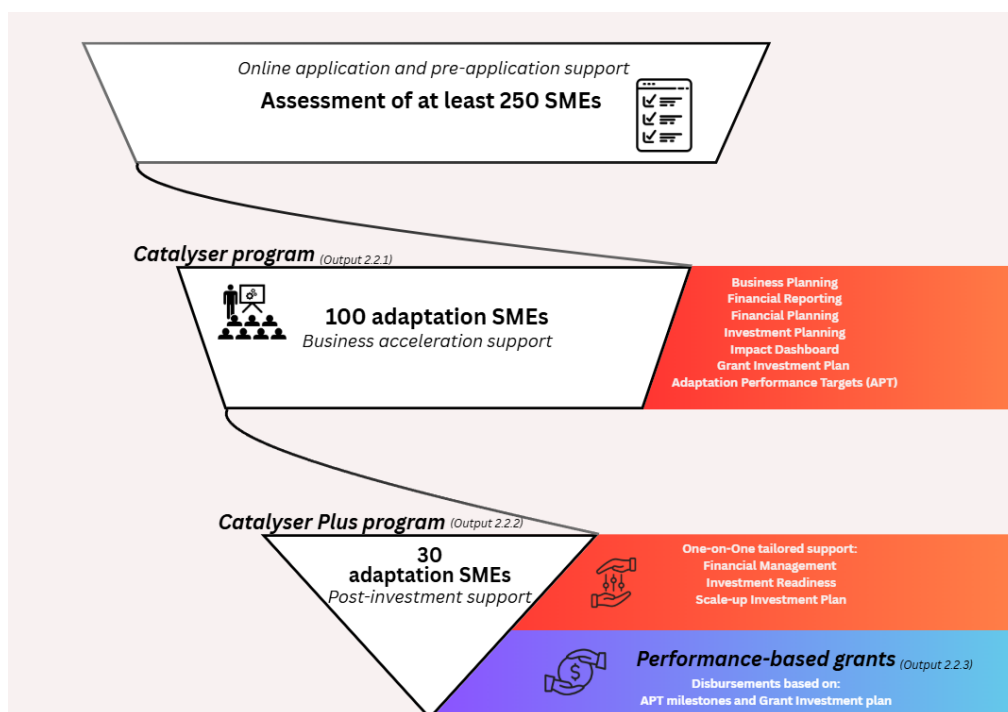 Online application and pre-application support
Assessment of at least 250 SMEs
Catalyser program (Output 2.2.1)
100 adaptation SMEs
Business acceleration support
Business Planning
Financial Reporting
Financial Planning
Investment Planning
Impact Dashboard
Grant Investment Plan
Adaptation Performance Targets (APT)
Catalyser Plus program (Output 2.2.2)
30
adaptation SMEs
Post-investment support
One-on-One tailored support:
Financial Management
Investment Readiness
Scale-up Investment Plan
Performance-based grants (Output 2.2.3)
Disbursements based on:
APT milestones and Grant Investment plan